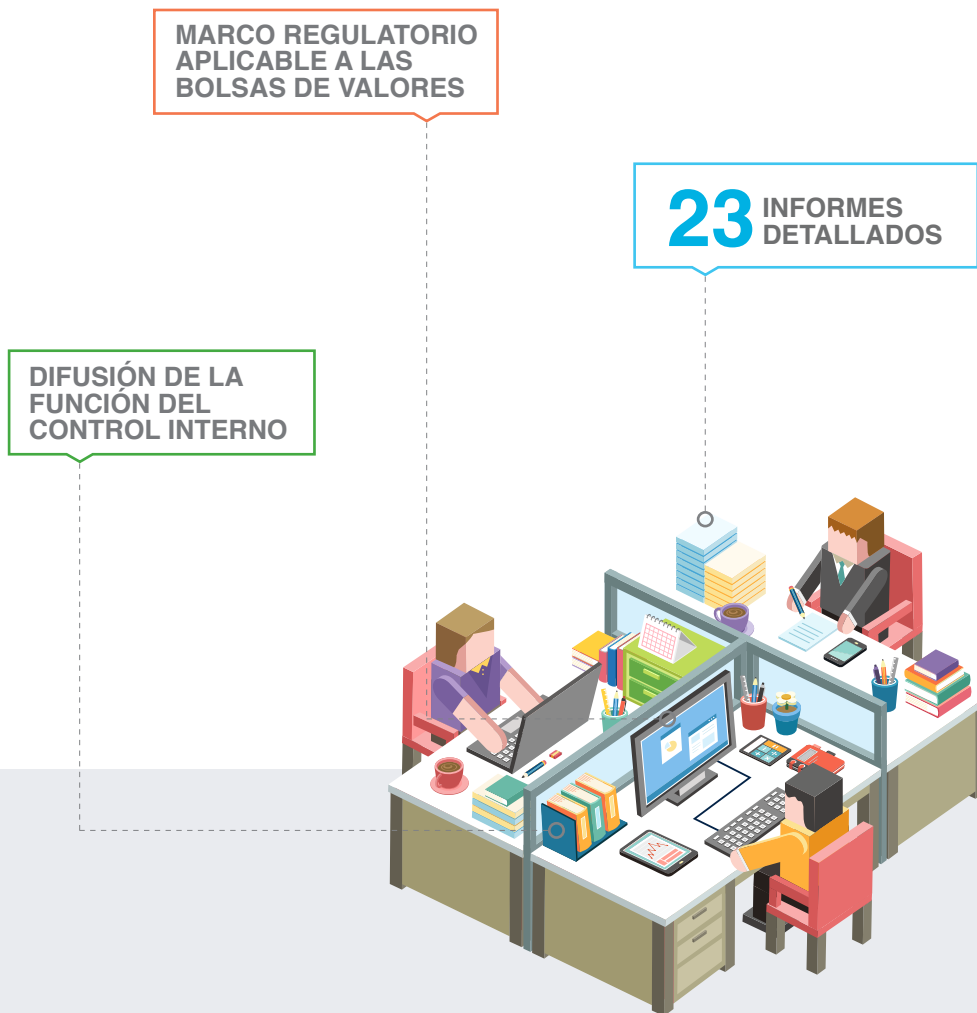 MARCO REGULATORIO
APLICABLE A LAS
BOLSAS DE VALORES
23 INFORMES
DETALLADOS
DIFUSIÓN DE LA
FUNCIÓN DEL
CONTROL INTERNO